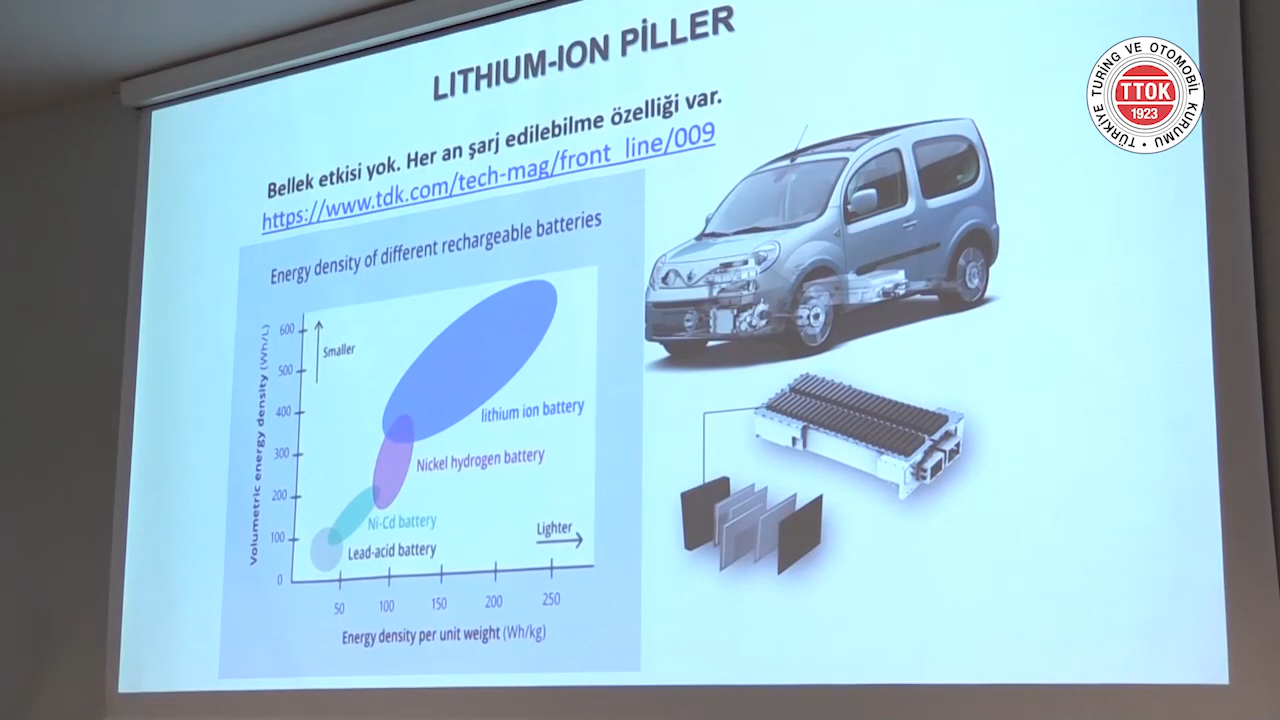 LITHIUM-ION PİLLER
Bellek etkisi yok. Her an şarj edilebilme özelliği var.
https://www.tdk.com/tech-mag/front_line/009
Energy density of different rechargeable batteries
Volumetric energy density (Wh/L)
600
500
400
300
200
100
0
Smaller
lithium ion battery
Nickel hydrogen battery
Ni-Cd battery
Lead-acid battery
Lighter
50 100 150 200 250
Energy density per unit weight (Wh/kg)
TÜRKİYE TURİNG VE OTOMOBİL KURUMU
TTOK
1923